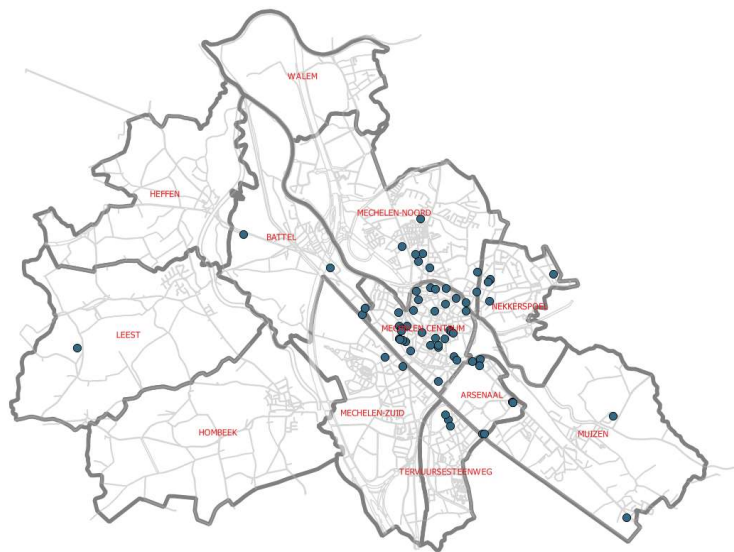 WALEM
HEFFEN
MECHELEN-NOORD
BATTEL
NEKKERSPOEL
MECHELEN CENTRUM
LEEST
ARSENAAL
MECHELEN-ZUID
HOMBEEK
MUIZEN
TERVUURSESTEENWEG